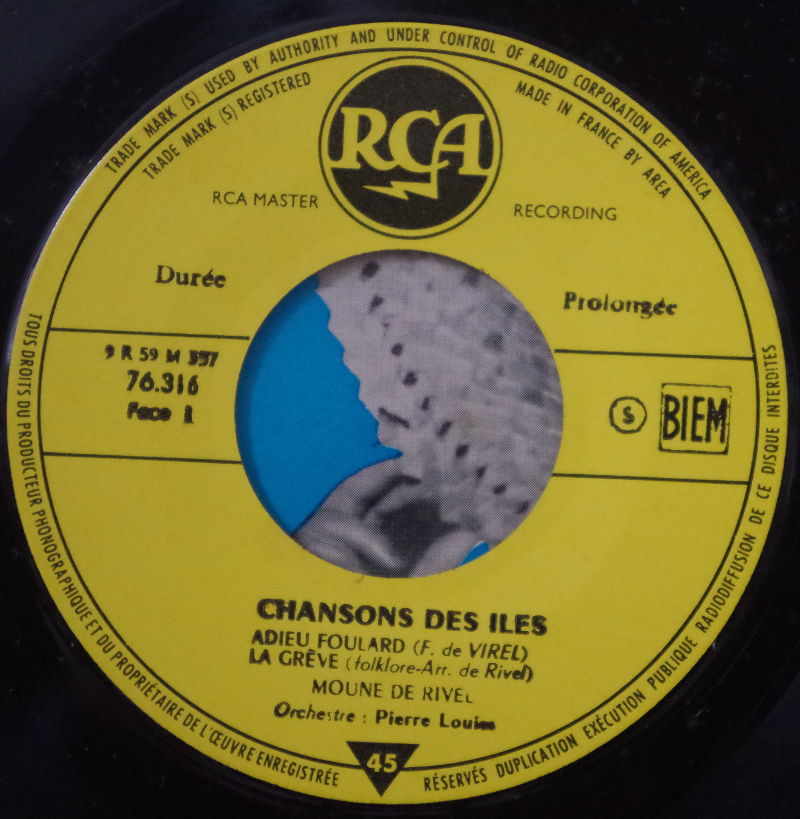 TRADE MARK (S) USED BY AUTHORITY AND UNDER CONTROL OF RADIO CORPORATION OF AMERICA
TRADE MARK (S) REGISTERED
MADE IN FRANCE BY AREA
RCA
RCA MASTER RECORDING
Durée Prolongée
9 R 59 M 357
76.316
Face 1
S BIEM
CHANSONS DES ILES
ADIEU FOULARD (F. de VIREL)
LA GRÊVE (folklore-Arr. de Rivel)
MOUNE DE RIVEL
Orchestre : Pierre Louiss
45
TOUS DROITS DU PRODUCTEUR PHONOGRAPHIQUE ET DU PROPRIÉTAIRE DE L'ŒUVRE ENREGISTRÉE
RÉSERVÉS DUPLICATION EXÉCUTION PUBLIQUE RADIODIFFUSION DE CE DISQUE INTERDITES